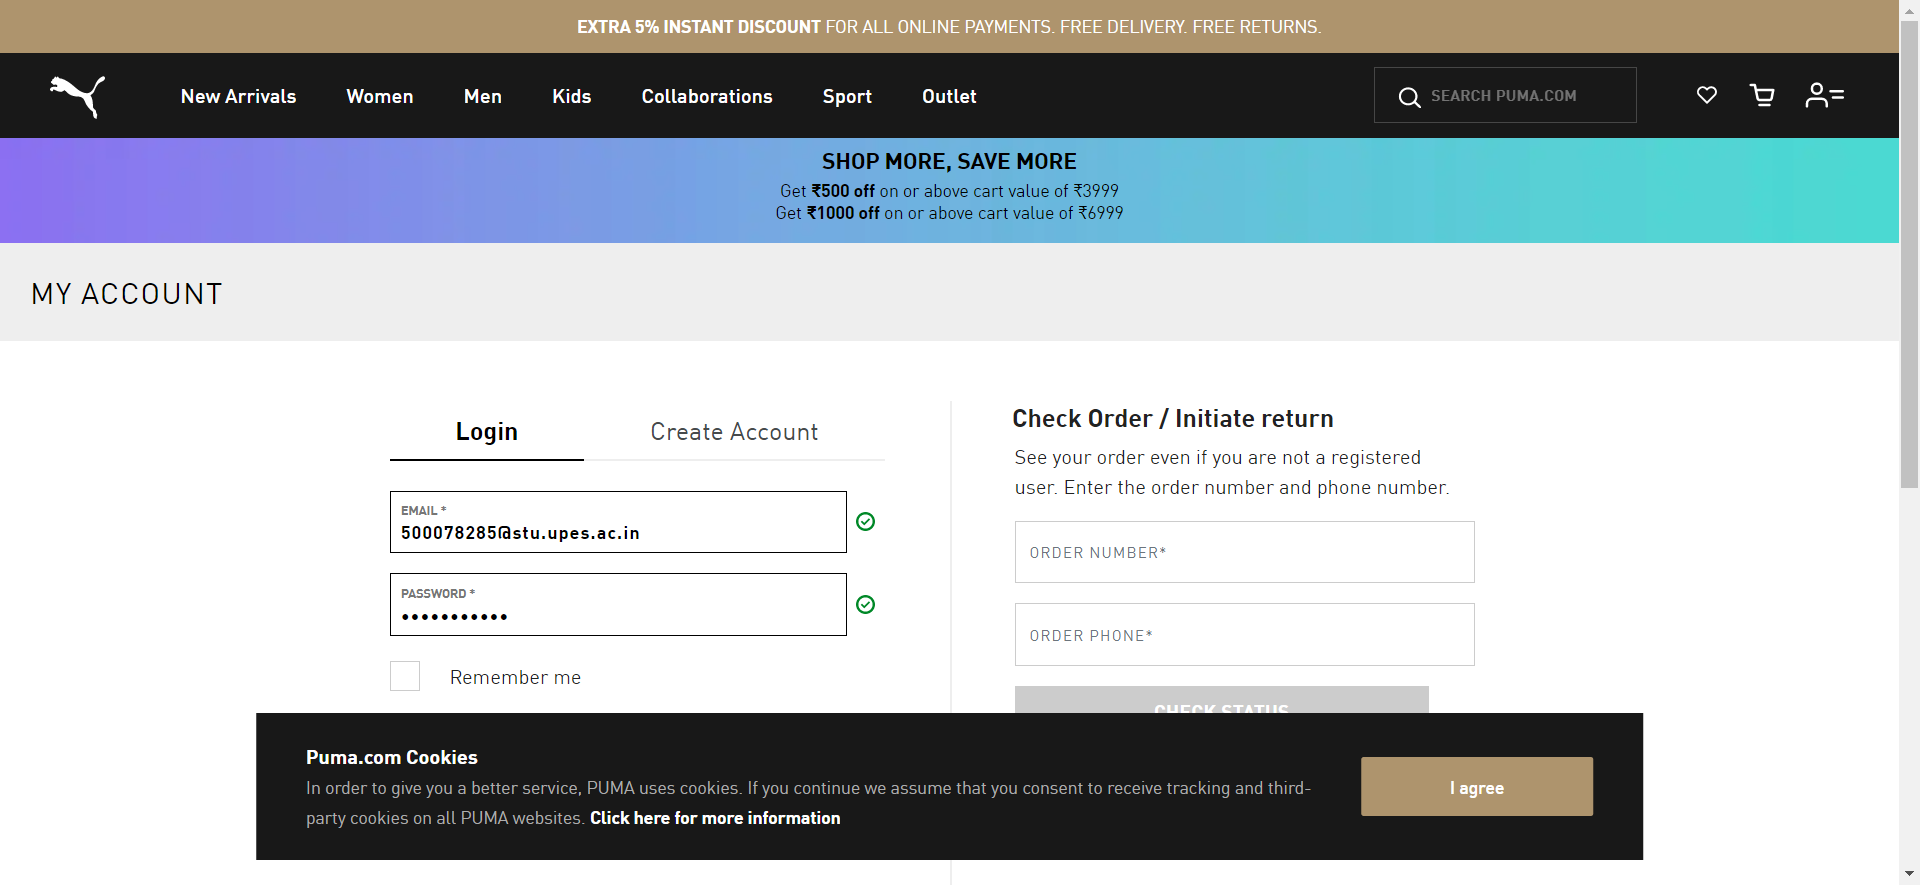 EXTRA 5% INSTANT DISCOUNT FOR ALL ONLINE PAYMENTS. FREE DELIVERY. FREE RETURNS.
New Arrivals Women Men Kids Collaborations Sport Outlet SEARCH PUMA.COM
SHOP MORE, SAVE MORE
Get ₹500 off on or above cart value of ₹3999
Get ₹1000 off on or above cart value of ₹6999
MY ACCOUNT
Login Create Account
EMAIL *
500078285@stu.upes.ac.in
PASSWORD *
•••••••••••
Remember me
Check Order / Initiate return
See your order even if you are not a registered
user. Enter the order number and phone number.
ORDER NUMBER*
ORDER PHONE*
CHECK STATUS
Puma.com Cookies
In order to give you a better service, PUMA uses cookies. If you continue we assume that you consent to receive tracking and third-
party cookies on all PUMA websites. Click here for more information
I agree